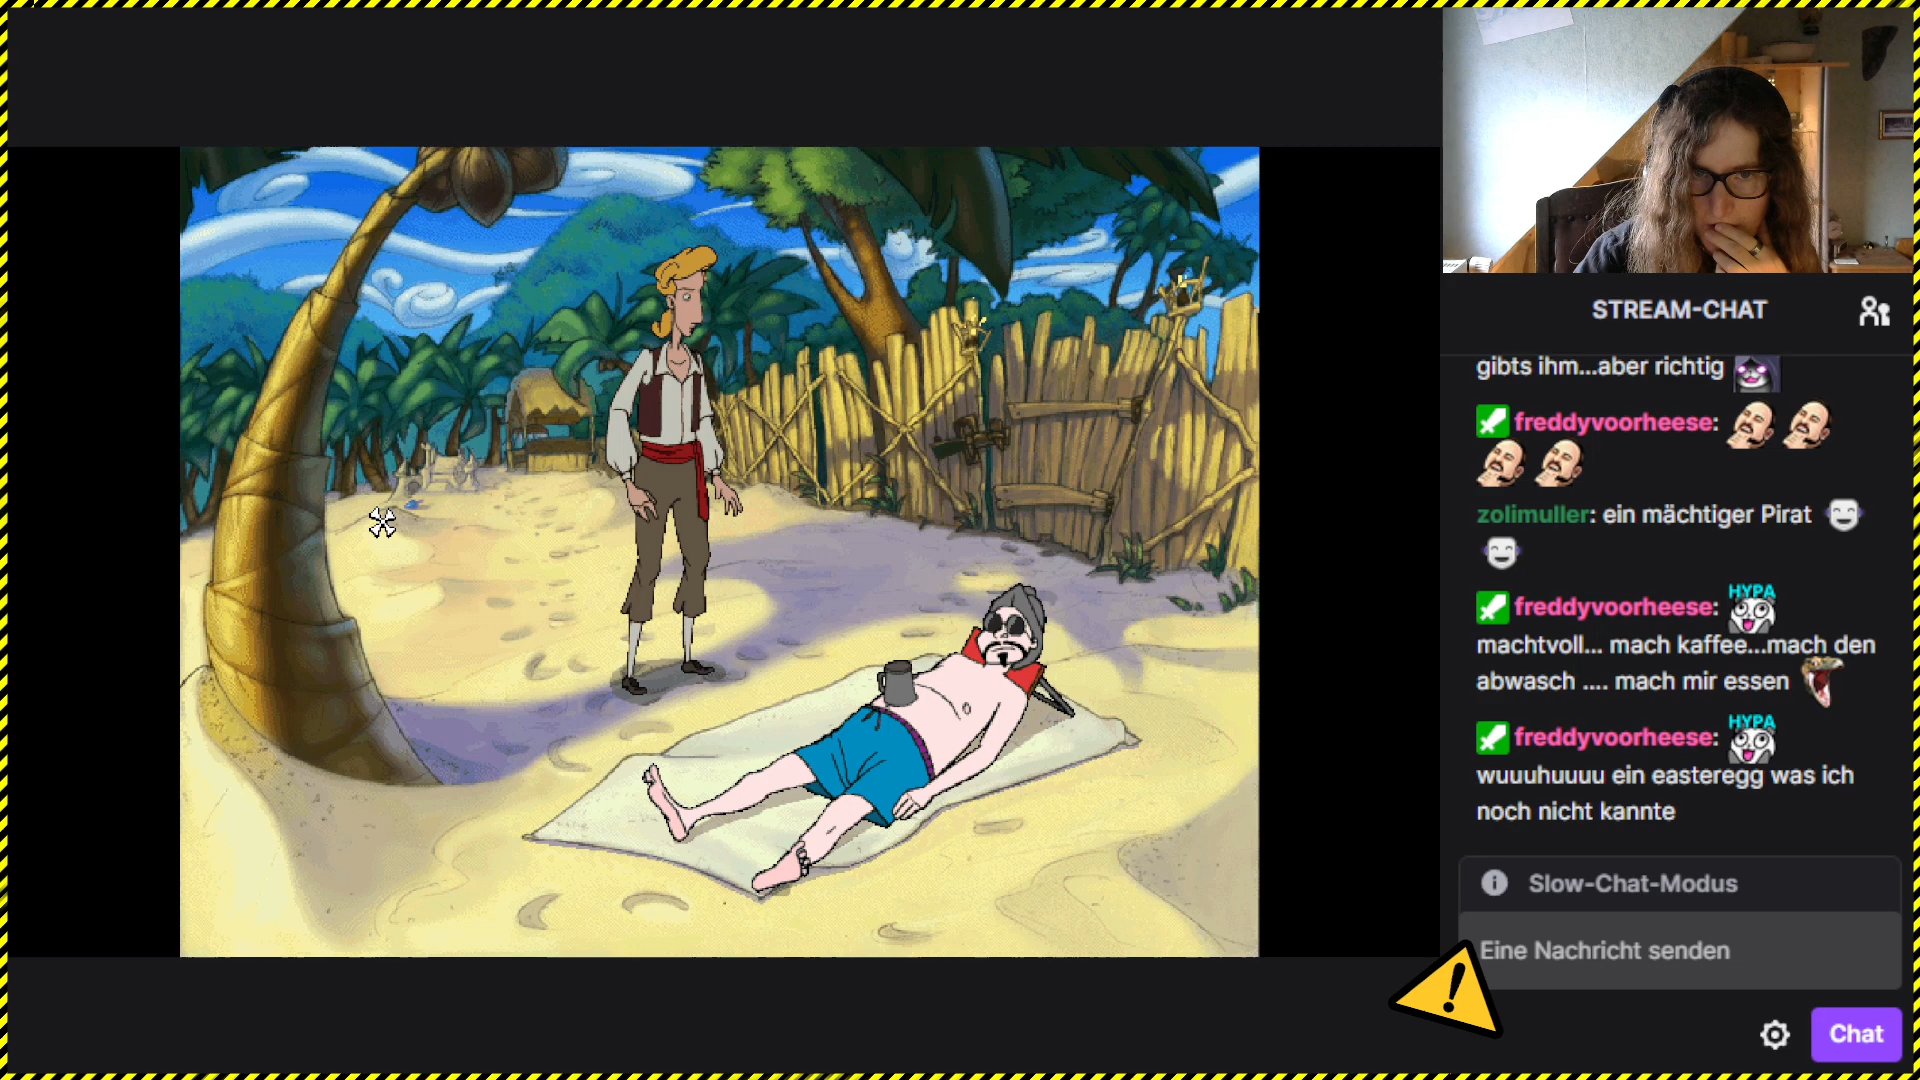 STREAM-CHAT
gibts ihm...aber richtig
freddyvoorheese:
zolimuller: ein mächtiger Pirat
freddyvoorheese: HYPA
machtvoll... mach kaffee...mach den
abwasch .... mach mir essen
freddyvoorheese: HYPA
wuuuhuuuu ein easteregg was ich
noch nicht kannte
Slow-Chat-Modus
Eine Nachricht senden
Chat